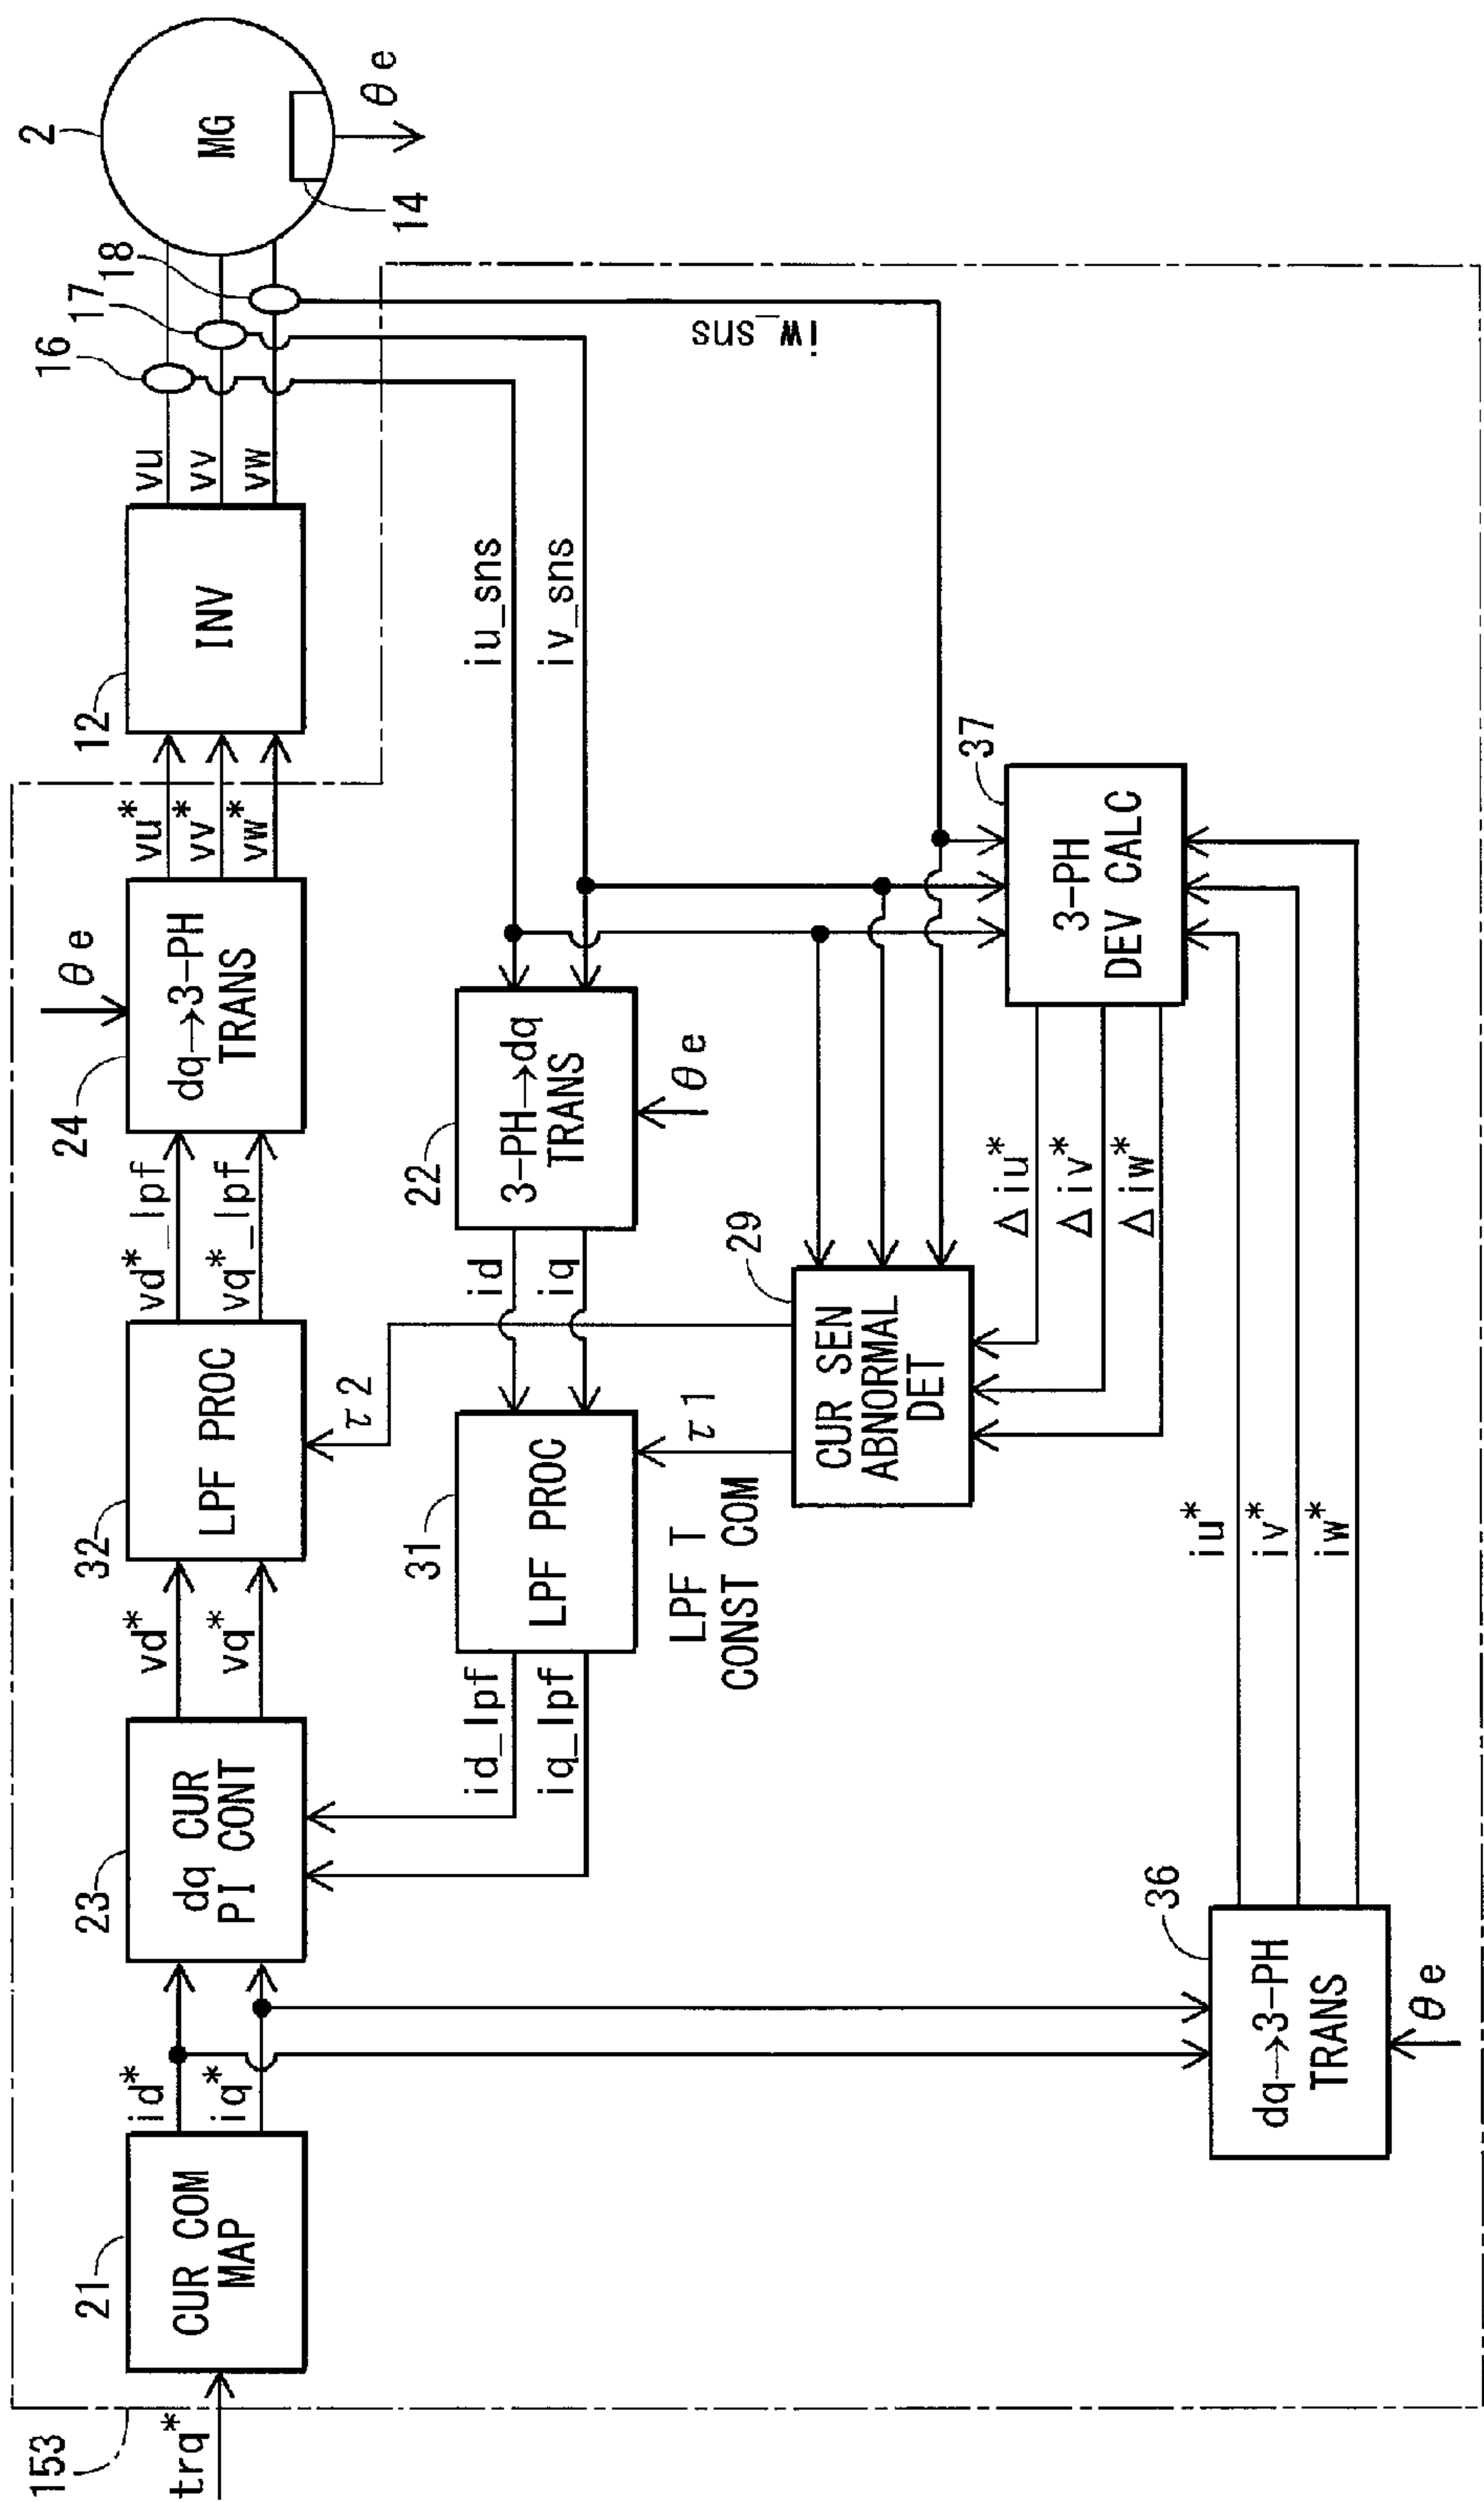 153
trq*
21
CUR COM
MAP
id*
iq*
23
dq CUR
PI CONT
vd*
vq*
32
LPF PROC
vd*_lpf
vq*_lpf
24
dq→3-PH
TRANS
θe
vu*
vv*
vw*
12
INV
vu
vv
vw
16
17
18
2
MG
14
θe
id_lpf
iq_lpf
31
LPF PROC
τ2
id
iq
22
3-PH→dq
TRANS
θe
iu_sns
iv_sns
iw_sns
LPF T
CONST COM
τ1
29
CUR SEN
ABNORMAL
DET
Δiu*
Δiv*
Δiw*
37
3-PH
DEV CALC
36
dq→3-PH
TRANS
θe
iu*
iv*
iw*